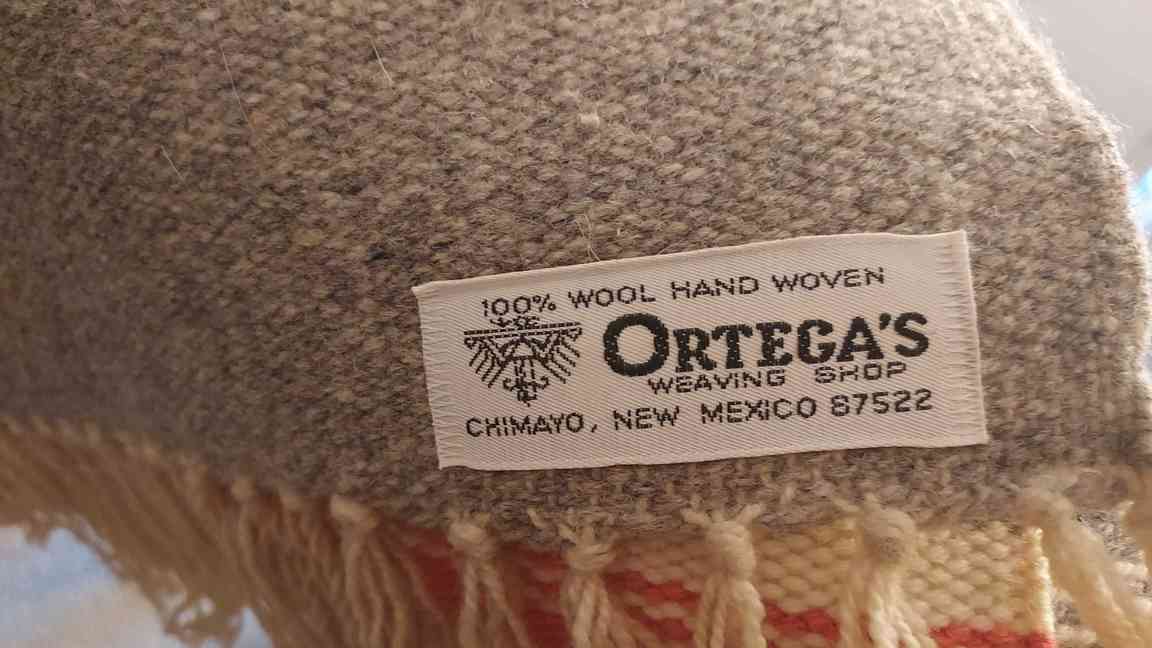 100% WOOL HAND WOVEN
ORTEGA'S
WEAVING SHOP
CHIMAYO, NEW MEXICO 87522